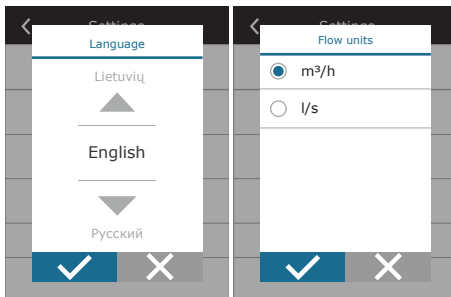 Settings
Language
Lietuvių
English
Русский
Settings
Flow units
m³/h
l/s